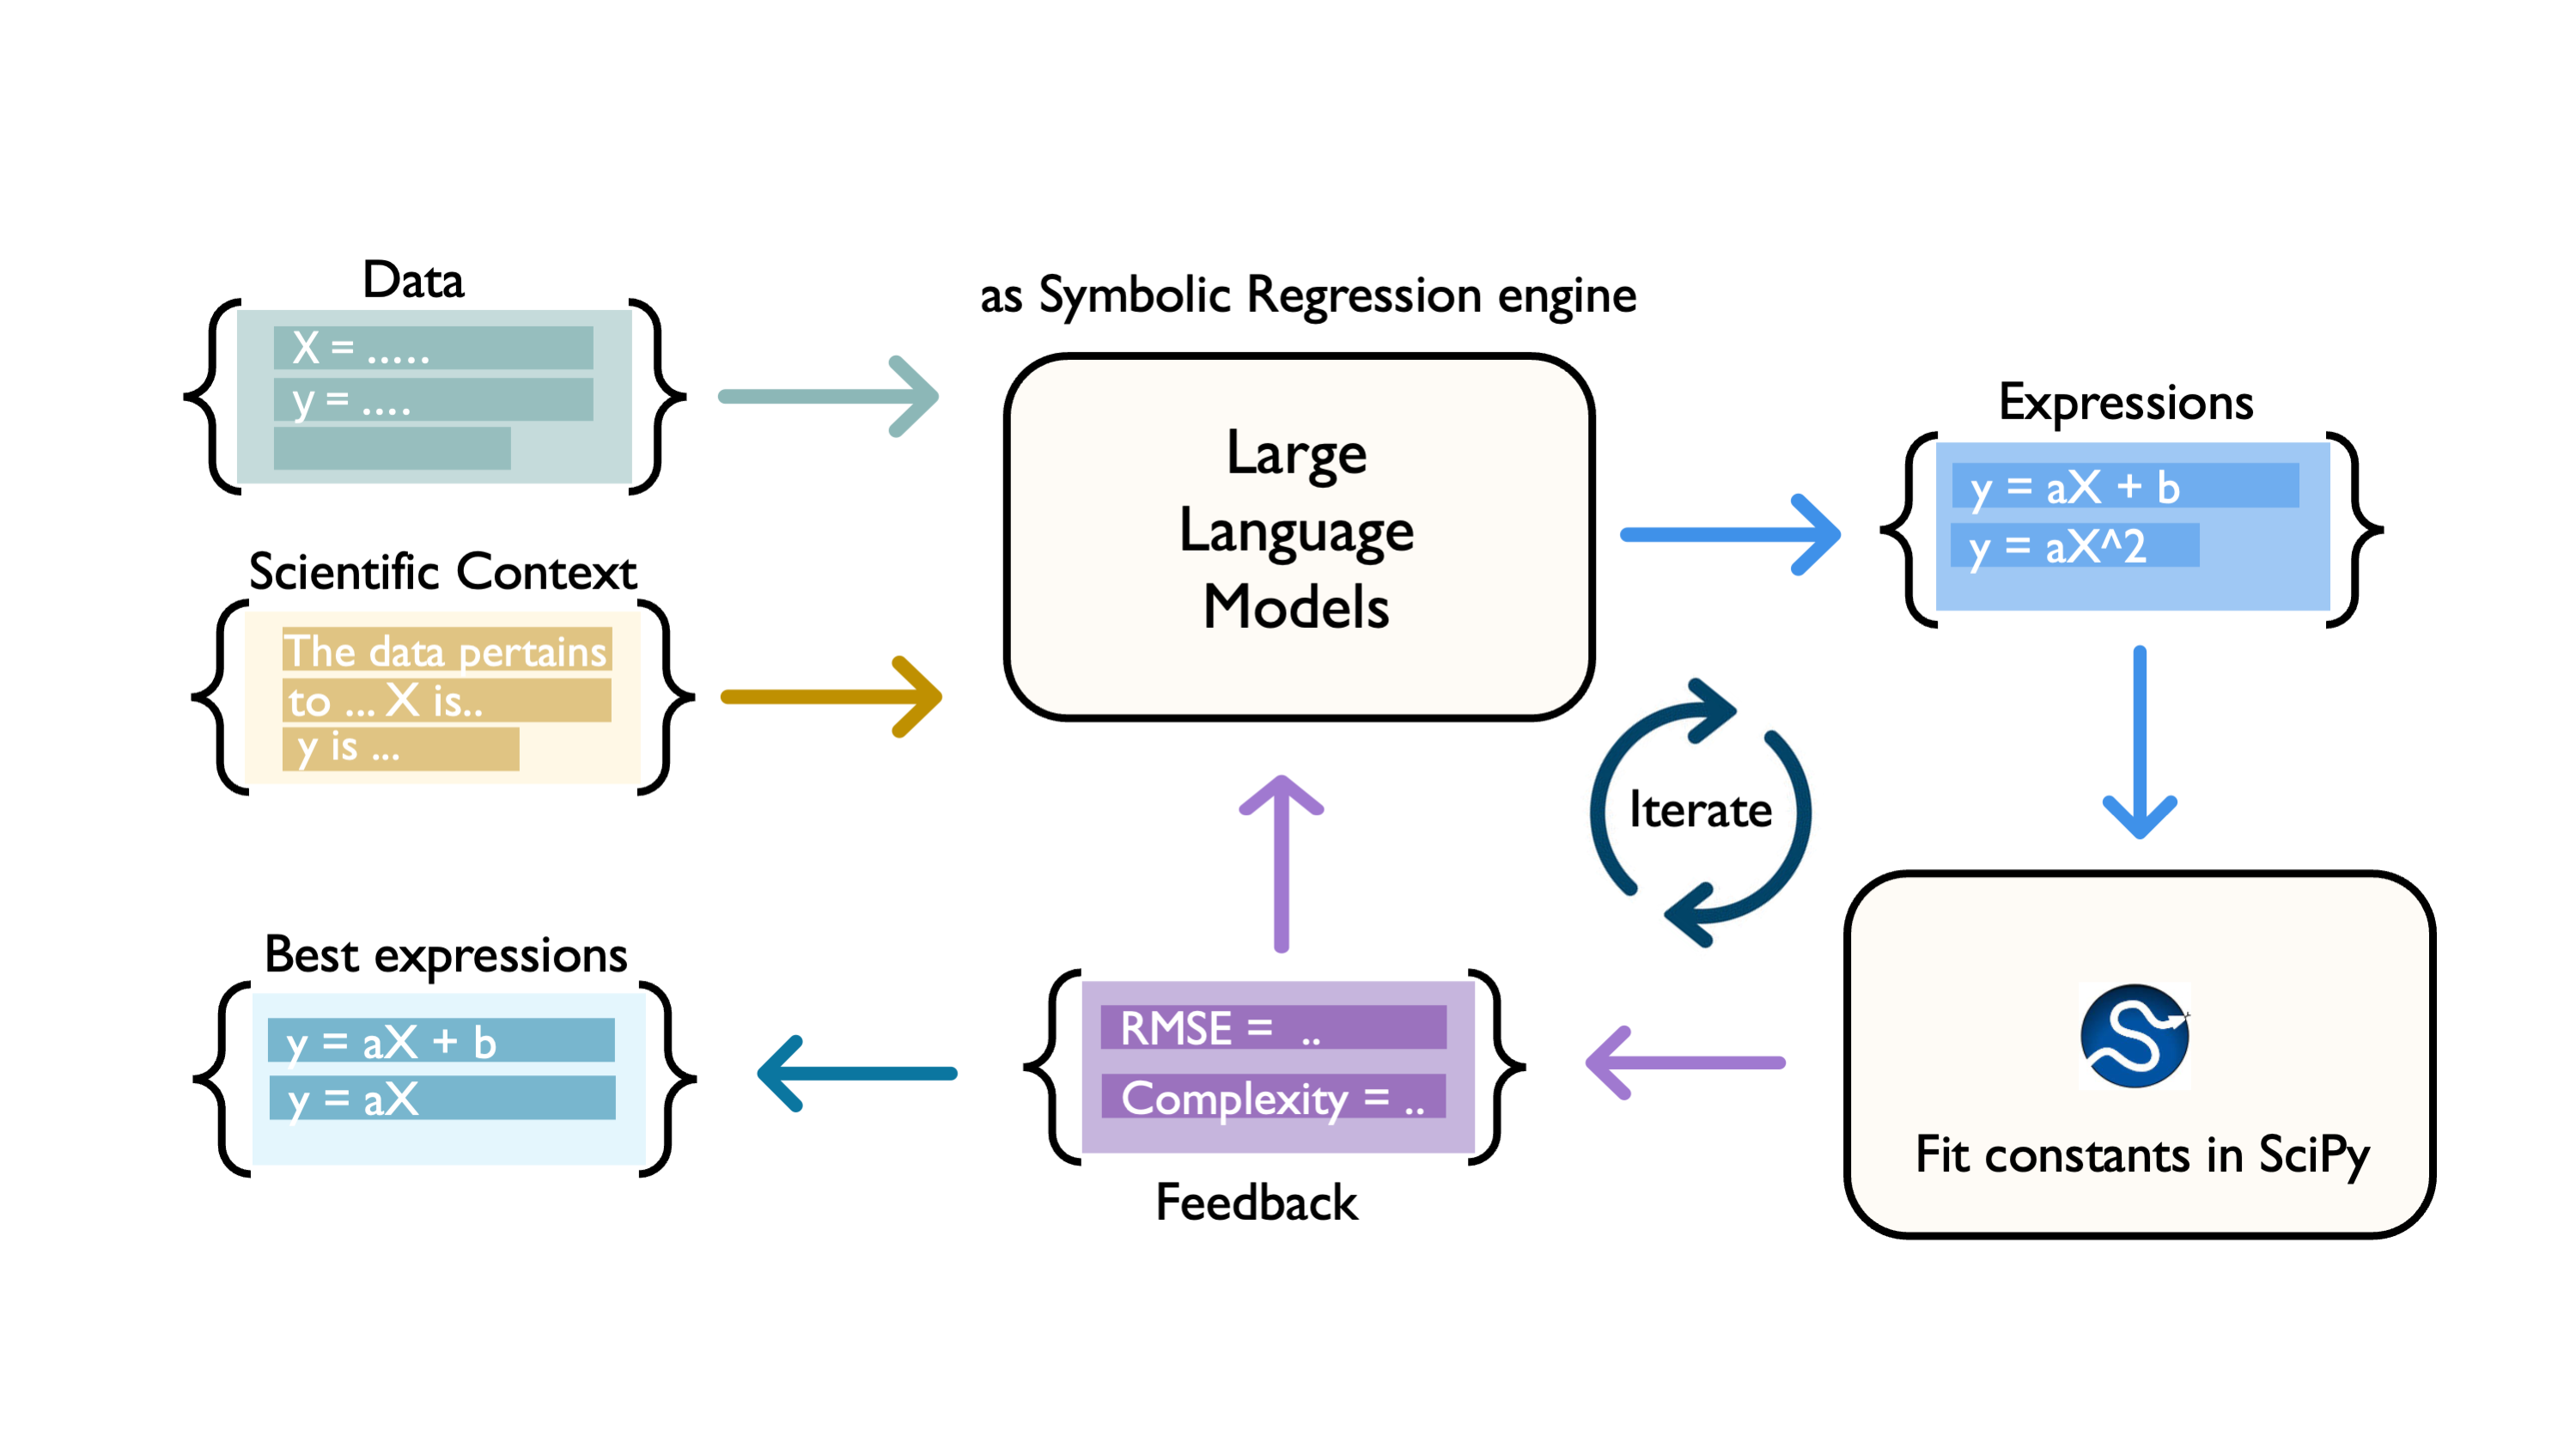 Data
X = .....
y = ....
Scientific Context
The data pertains
to ... X is..
y is ...
as Symbolic Regression engine
Large
Language
Models
Expressions
y = aX + b
y = aX^2
Iterate
Fit constants in SciPy
RMSE = ..
Complexity = ..
Feedback
Best expressions
y = aX + b
y = aX